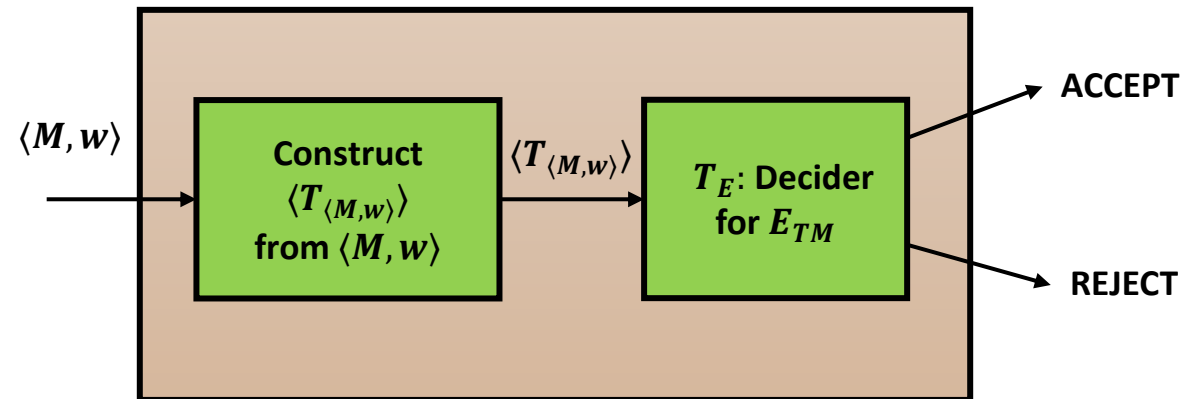 ⟨M, w⟩
Construct
⟨T⟨M,w⟩⟩
from ⟨M, w⟩
⟨T⟨M,w⟩⟩
T_E: Decider
for E_TM
ACCEPT
REJECT